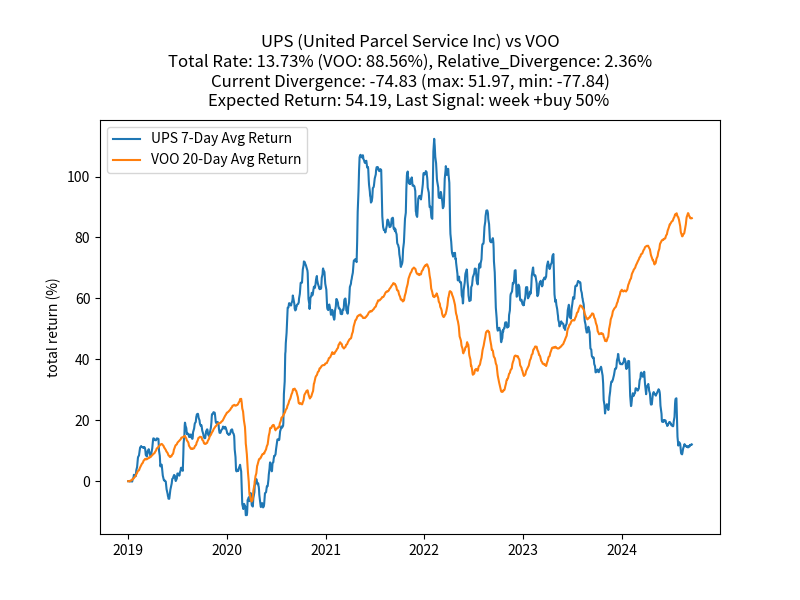 UPS (United Parcel Service Inc) vs VOO
Total Rate: 13.73% (VOO: 88.56%), Relative_Divergence: 2.36%
Current Divergence: -74.83 (max: 51.97, min: -77.84)
Expected Return: 54.19, Last Signal: week +buy 50%
UPS 7-Day Avg Return
VOO 20-Day Avg Return
total return (%)
100
80
60
40
20
0
2019 2020 2021 2022 2023 2024